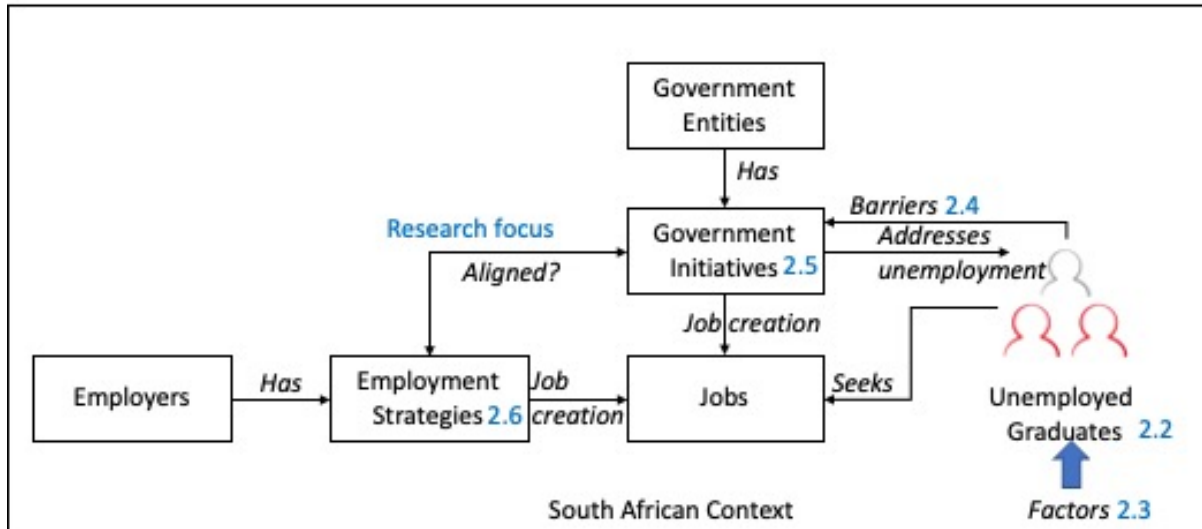 Government
Entities
Has
Barriers 2.4
Research focus
Government
Initiatives 2.5
Addresses
unemployment
Aligned?
Job creation
Employers
Has
Employment
Strategies 2.6
Job
creation
Jobs
Seeks
Unemployed
Graduates 2.2
South African Context
Factors 2.3